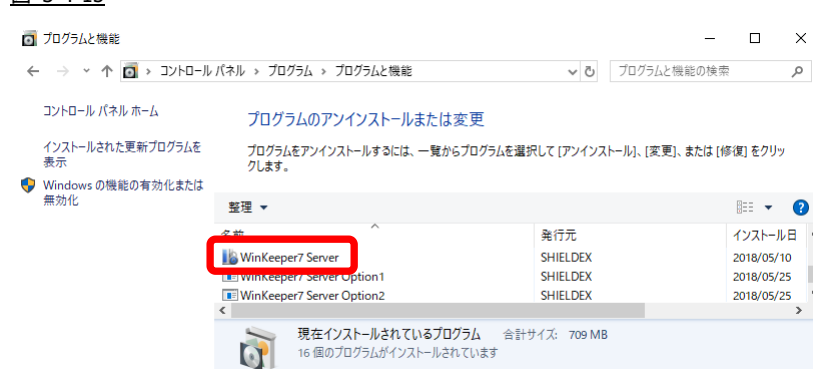 プログラムと機能
コントロール パネル › プログラム › プログラムと機能
プログラムと機能の検索
コントロール パネル ホーム
インストールされた更新プログラムを
表示
Windows の機能の有効化または
無効化
プログラムのアンインストールまたは変更
プログラムをアンインストールするには、一覧からプログラムを選択して [アンインストール]、[変更]、または [修復] をクリッ
クします。
整理
発行元 インストール日
WinKeeper7 Server SHIELDEX 2018/05/10
WinKeeper7 Server Option1 SHIELDEX 2018/05/25
WinKeeper7 Server Option2 SHIELDEX 2018/05/25
現在インストールされているプログラム 合計サイズ: 709 MB
16 個のプログラムがインストールされています